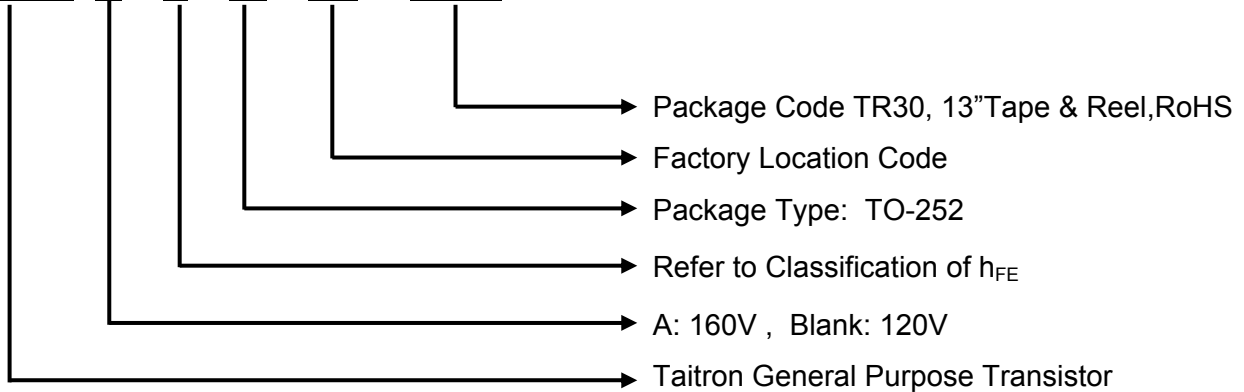 Package Code TR30, 13”Tape & Reel,RoHS
Factory Location Code
Package Type: TO-252
Refer to Classification of hFE
A: 160V , Blank: 120V
Taitron General Purpose Transistor